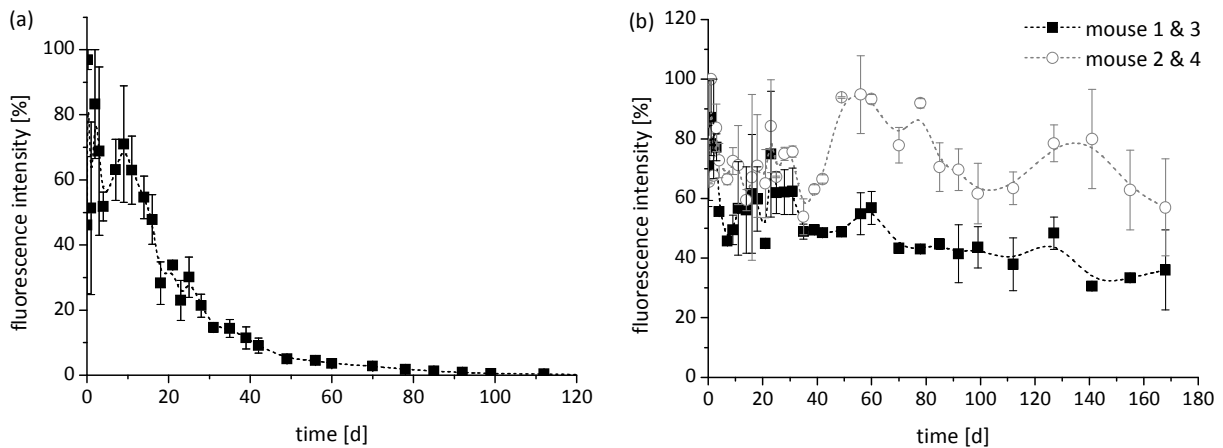 (a)
fluorescence intensity [%]
100
80
60
40
20
0
0 20 40 60 80 100 120
time [d]
(b)
mouse 1 & 3
mouse 2 & 4
fluorescence intensity [%]
120
100
80
60
40
20
0
0 20 40 60 80 100 120 140 160 180
time [d]